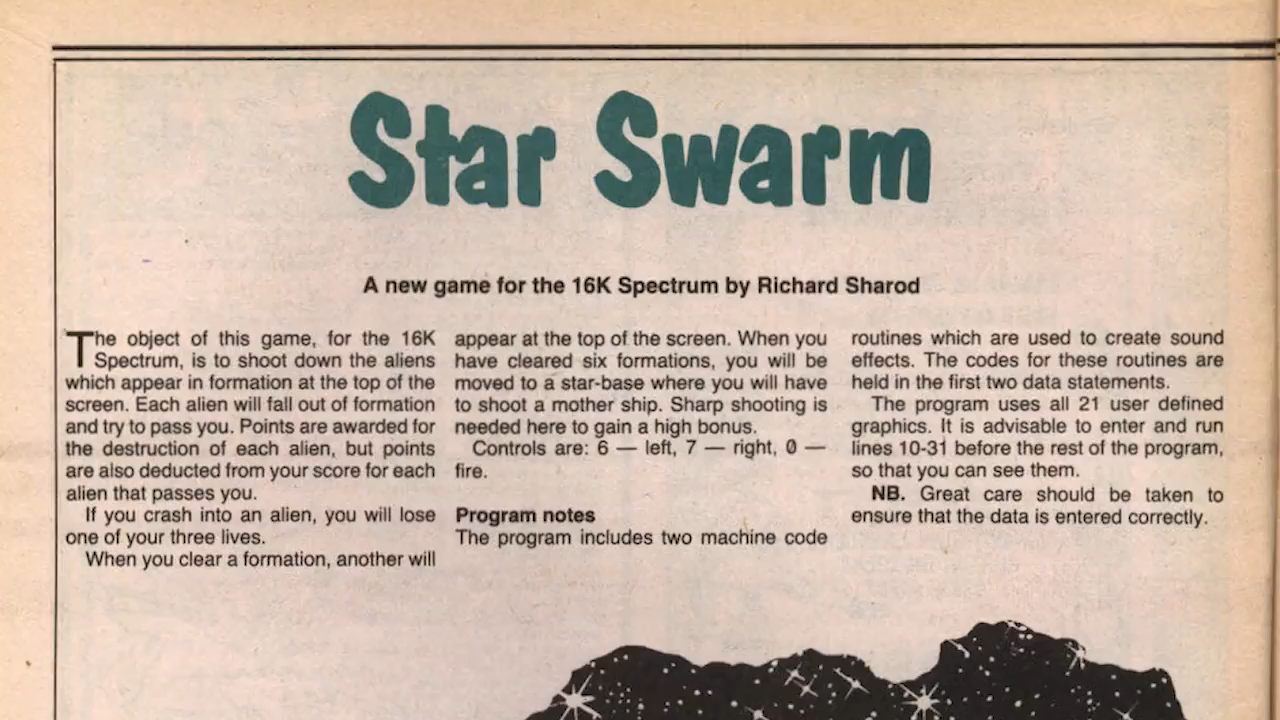 Star Swarm
A new game for the 16K Spectrum by Richard Sharod
The object of this game, for the 16K
Spectrum, is to shoot down the aliens
which appear in formation at the top of the
screen. Each alien will fall out of formation
and try to pass you. Points are awarded for
the destruction of each alien, but points
are also deducted from your score for each
alien that passes you.
If you crash into an alien, you will lose
one of your three lives.
When you clear a formation, another will
appear at the top of the screen. When you
have cleared six formations, you will be
moved to a star-base where you will have
to shoot a mother ship. Sharp shooting is
needed here to gain a high bonus.
Controls are: 6 — left, 7 — right, 0 —
fire.
Program notes
The program includes two machine code
routines which are used to create sound
effects. The codes for these routines are
held in the first two data statements.
The program uses all 21 user defined
graphics. It is advisable to enter and run
lines 10-31 before the rest of the program,
so that you can see them.
NB. Great care should be taken to
ensure that the data is entered correctly.